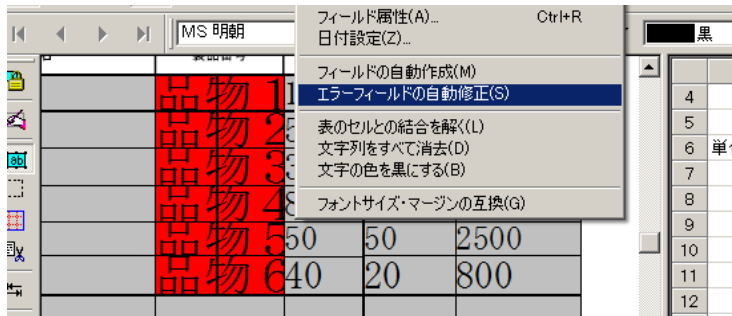 MS 明朝
黒
フィールド属性(A)... Ctrl+R
日付設定(Z)...
フィールドの自動作成(M)
エラーフィールドの自動修正(S)
表のセルとの結合を解く(L)
文字列をすべて消去(D)
文字の色を黒にする(B)
フォントサイズ・マージンの互換(G)
品物 1
品物 2
品物 3
品物 4
品物 5 50 50 2500
品物 6 40 20 800
4
5
6
7
8
9
10
11
12